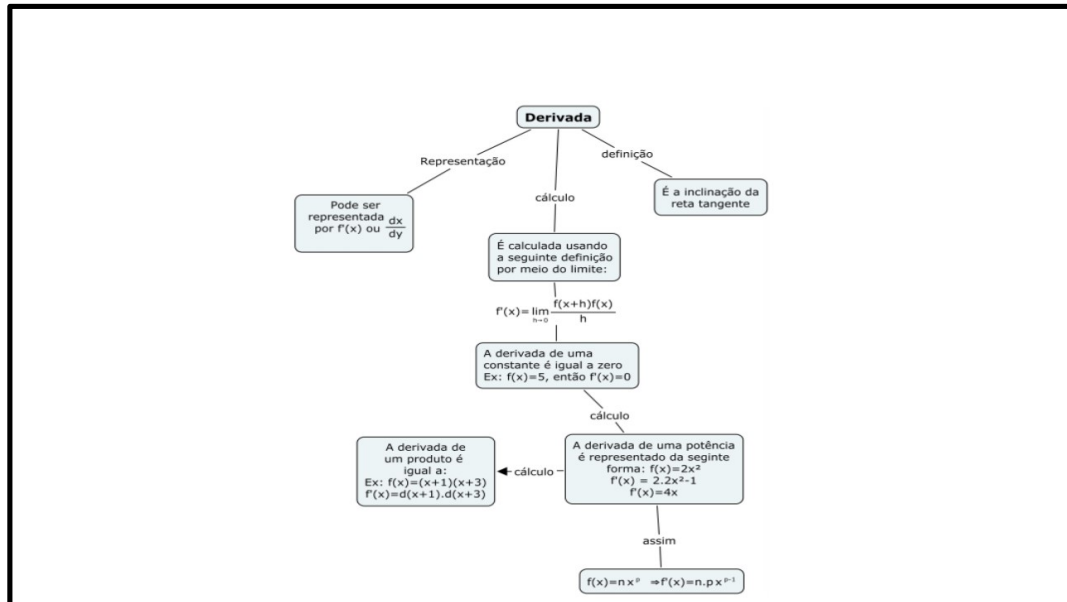 Derivada
Representação
definição
cálculo
É a inclinação da
reta tangente
Pode ser
representada
por f'(x) ou dx/dy
É calculada usando
a seguinte definição
por meio do limite:
f'(x)=lim h→0 f(x+h)f(x)/h
A derivada de uma
constante é igual a zero
Ex: f(x)=5, então f'(x)=0
cálculo
A derivada de uma potência
é representado da seginte
forma: f(x)=2x²
f'(x) = 2.2x²-1
f'(x)=4x
cálculo
A derivada de
um produto é
igual a:
Ex: f(x)=(x+1)(x+3)
f'(x)=d(x+1).d(x+3)
assim
f(x)=nxᵖ ⇒f'(x)=n.pxᵖ⁻¹